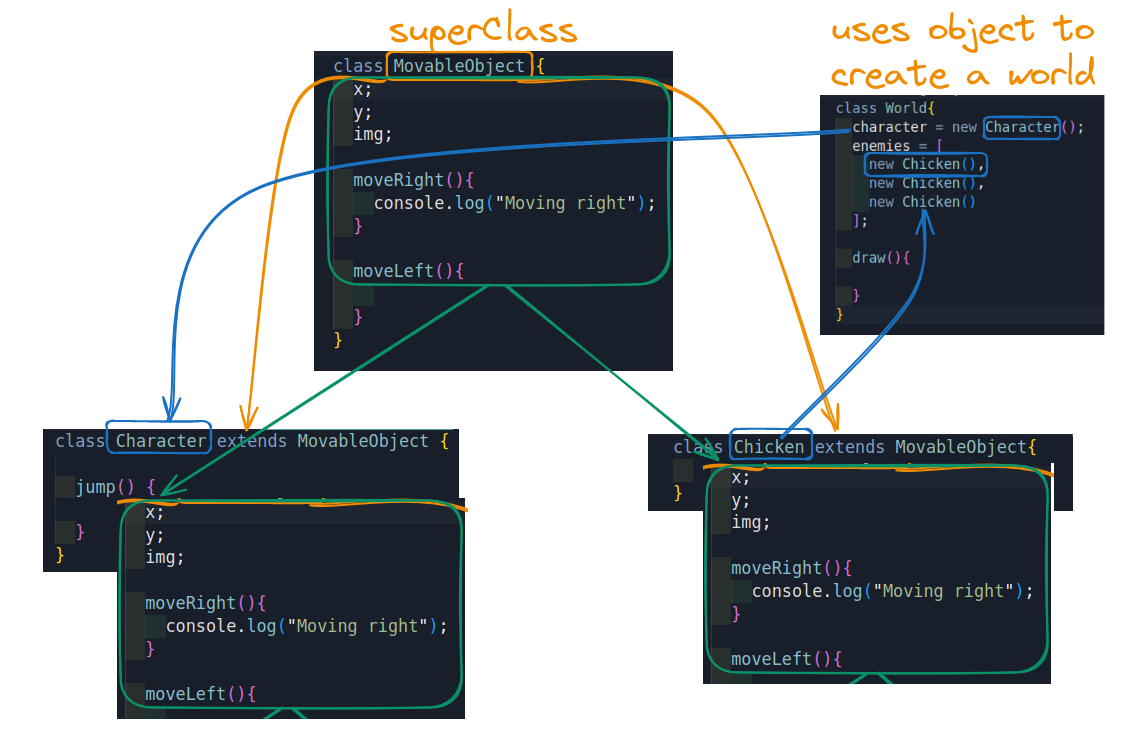 superClass
class MovableObject {
x;
y;
img;
moveRight(){
console.log("Moving right");
}
moveLeft(){
}
}
uses object to
create a world
class World{
character = new Character();
enemies = [
new Chicken(),
new Chicken(),
new Chicken()
];
draw(){
}
}
class Character extends MovableObject {
jump() {
}
}
x;
y;
img;
moveRight(){
console.log("Moving right");
}
moveLeft(){
class Chicken extends MovableObject{
}
x;
y;
img;
moveRight(){
console.log("Moving right");
}
moveLeft(){